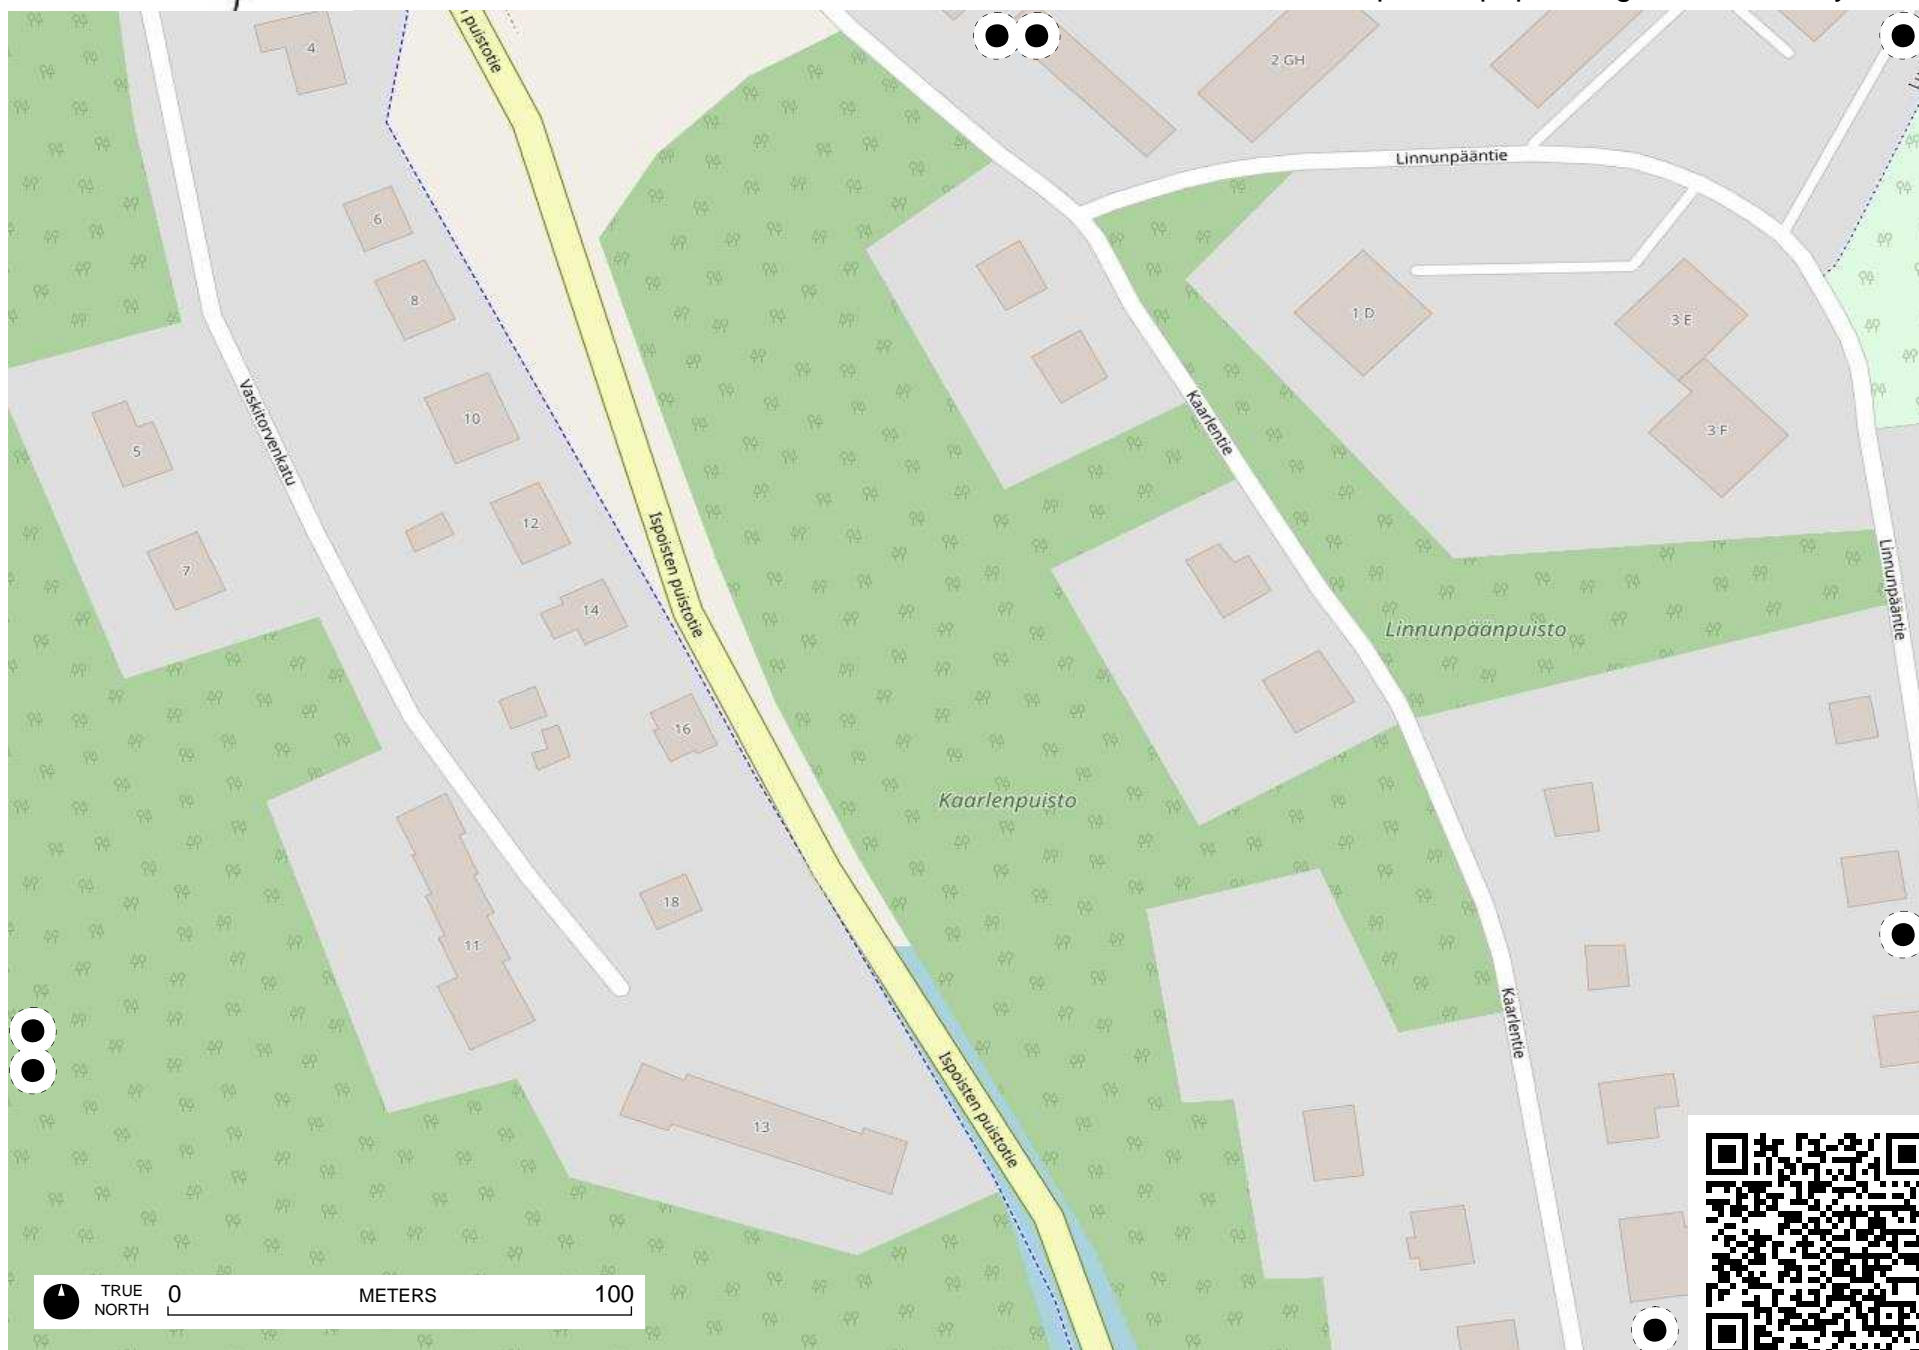 4
puistotie
2 GH
Linnunpääntie
6
8
1 D
3 E
Vaskitorvenkatu
10
Kaarlentie
3 F
5
12
7
Ispoisten puistotie
14
Linnunpääntie
Linnunpäänpuisto
16
Kaarlenpuisto
18
11
Kaarlentie
Ispoisten puistotie
13
TRUE
NORTH
0 METERS 100